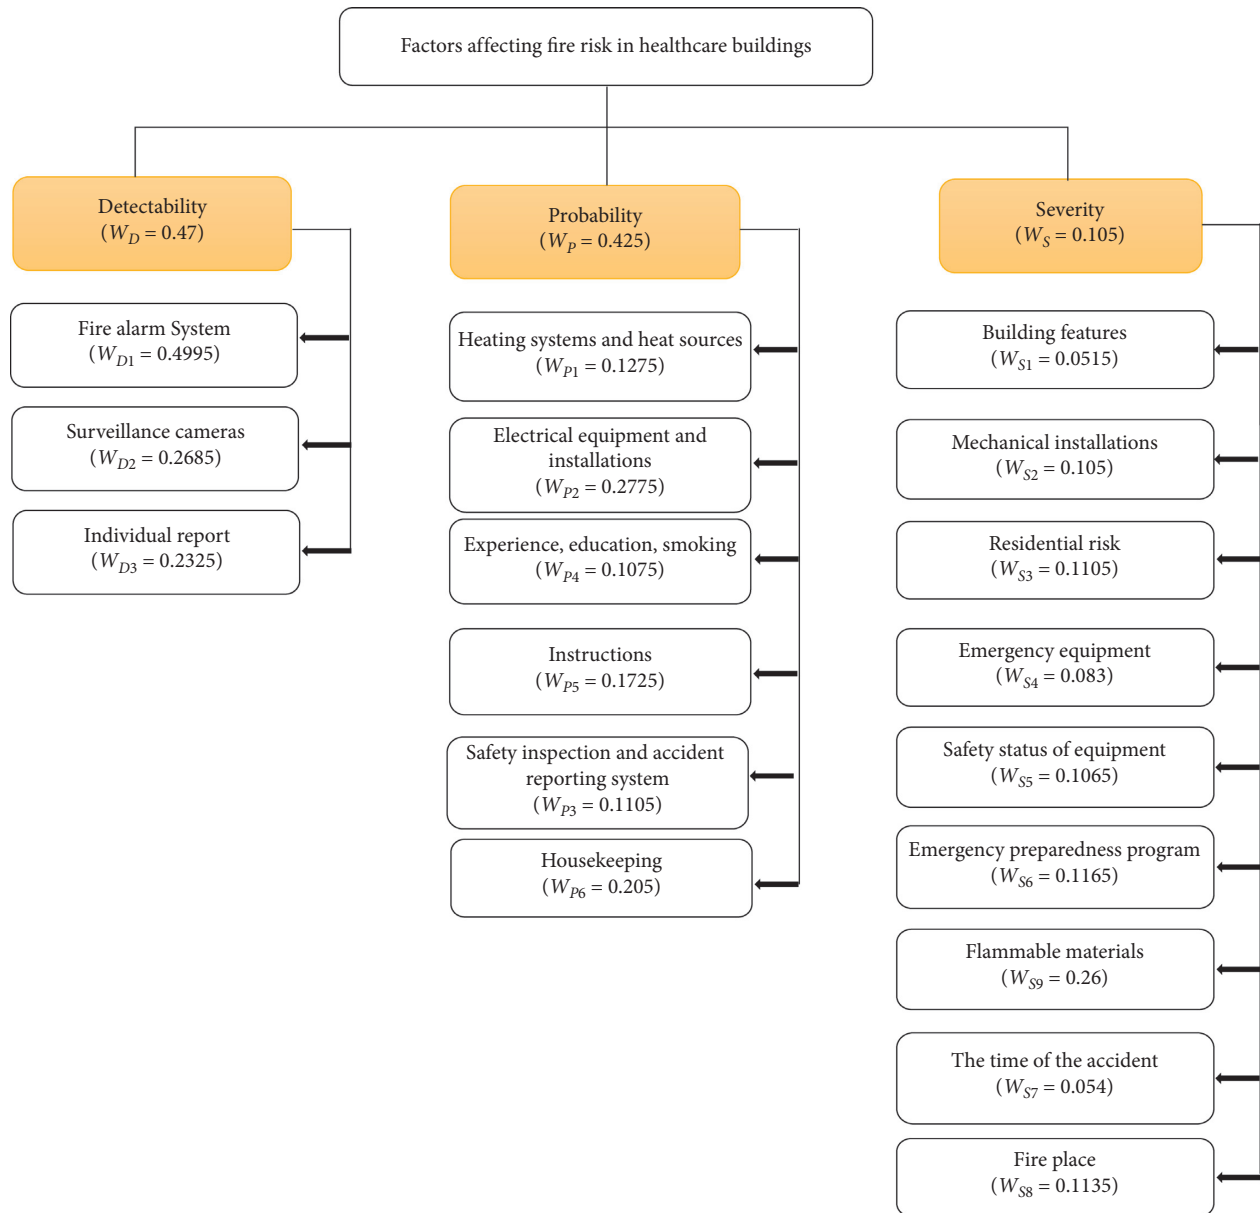 Factors affecting fire risk in healthcare buildings
Detectability
(W_D = 0.47)
Fire alarm System
(W_D1 = 0.4995)
Surveillance cameras
(W_D2 = 0.2685)
Individual report
(W_D3 = 0.2325)
Probability
(W_P = 0.425)
Heating systems and heat sources
(W_P1 = 0.1275)
Electrical equipment and
installations
(W_P2 = 0.2775)
Experience, education, smoking
(W_P4 = 0.1075)
Instructions
(W_P5 = 0.1725)
Safety inspection and accident
reporting system
(W_P3 = 0.1105)
Housekeeping
(W_P6 = 0.205)
Severity
(W_S = 0.105)
Building features
(W_S1 = 0.0515)
Mechanical installations
(W_S2 = 0.105)
Residential risk
(W_S3 = 0.1105)
Emergency equipment
(W_S4 = 0.083)
Safety status of equipment
(W_S5 = 0.1065)
Emergency preparedness program
(W_S6 = 0.1165)
Flammable materials
(W_S9 = 0.26)
The time of the accident
(W_S7 = 0.054)
Fire place
(W_S8 = 0.1135)